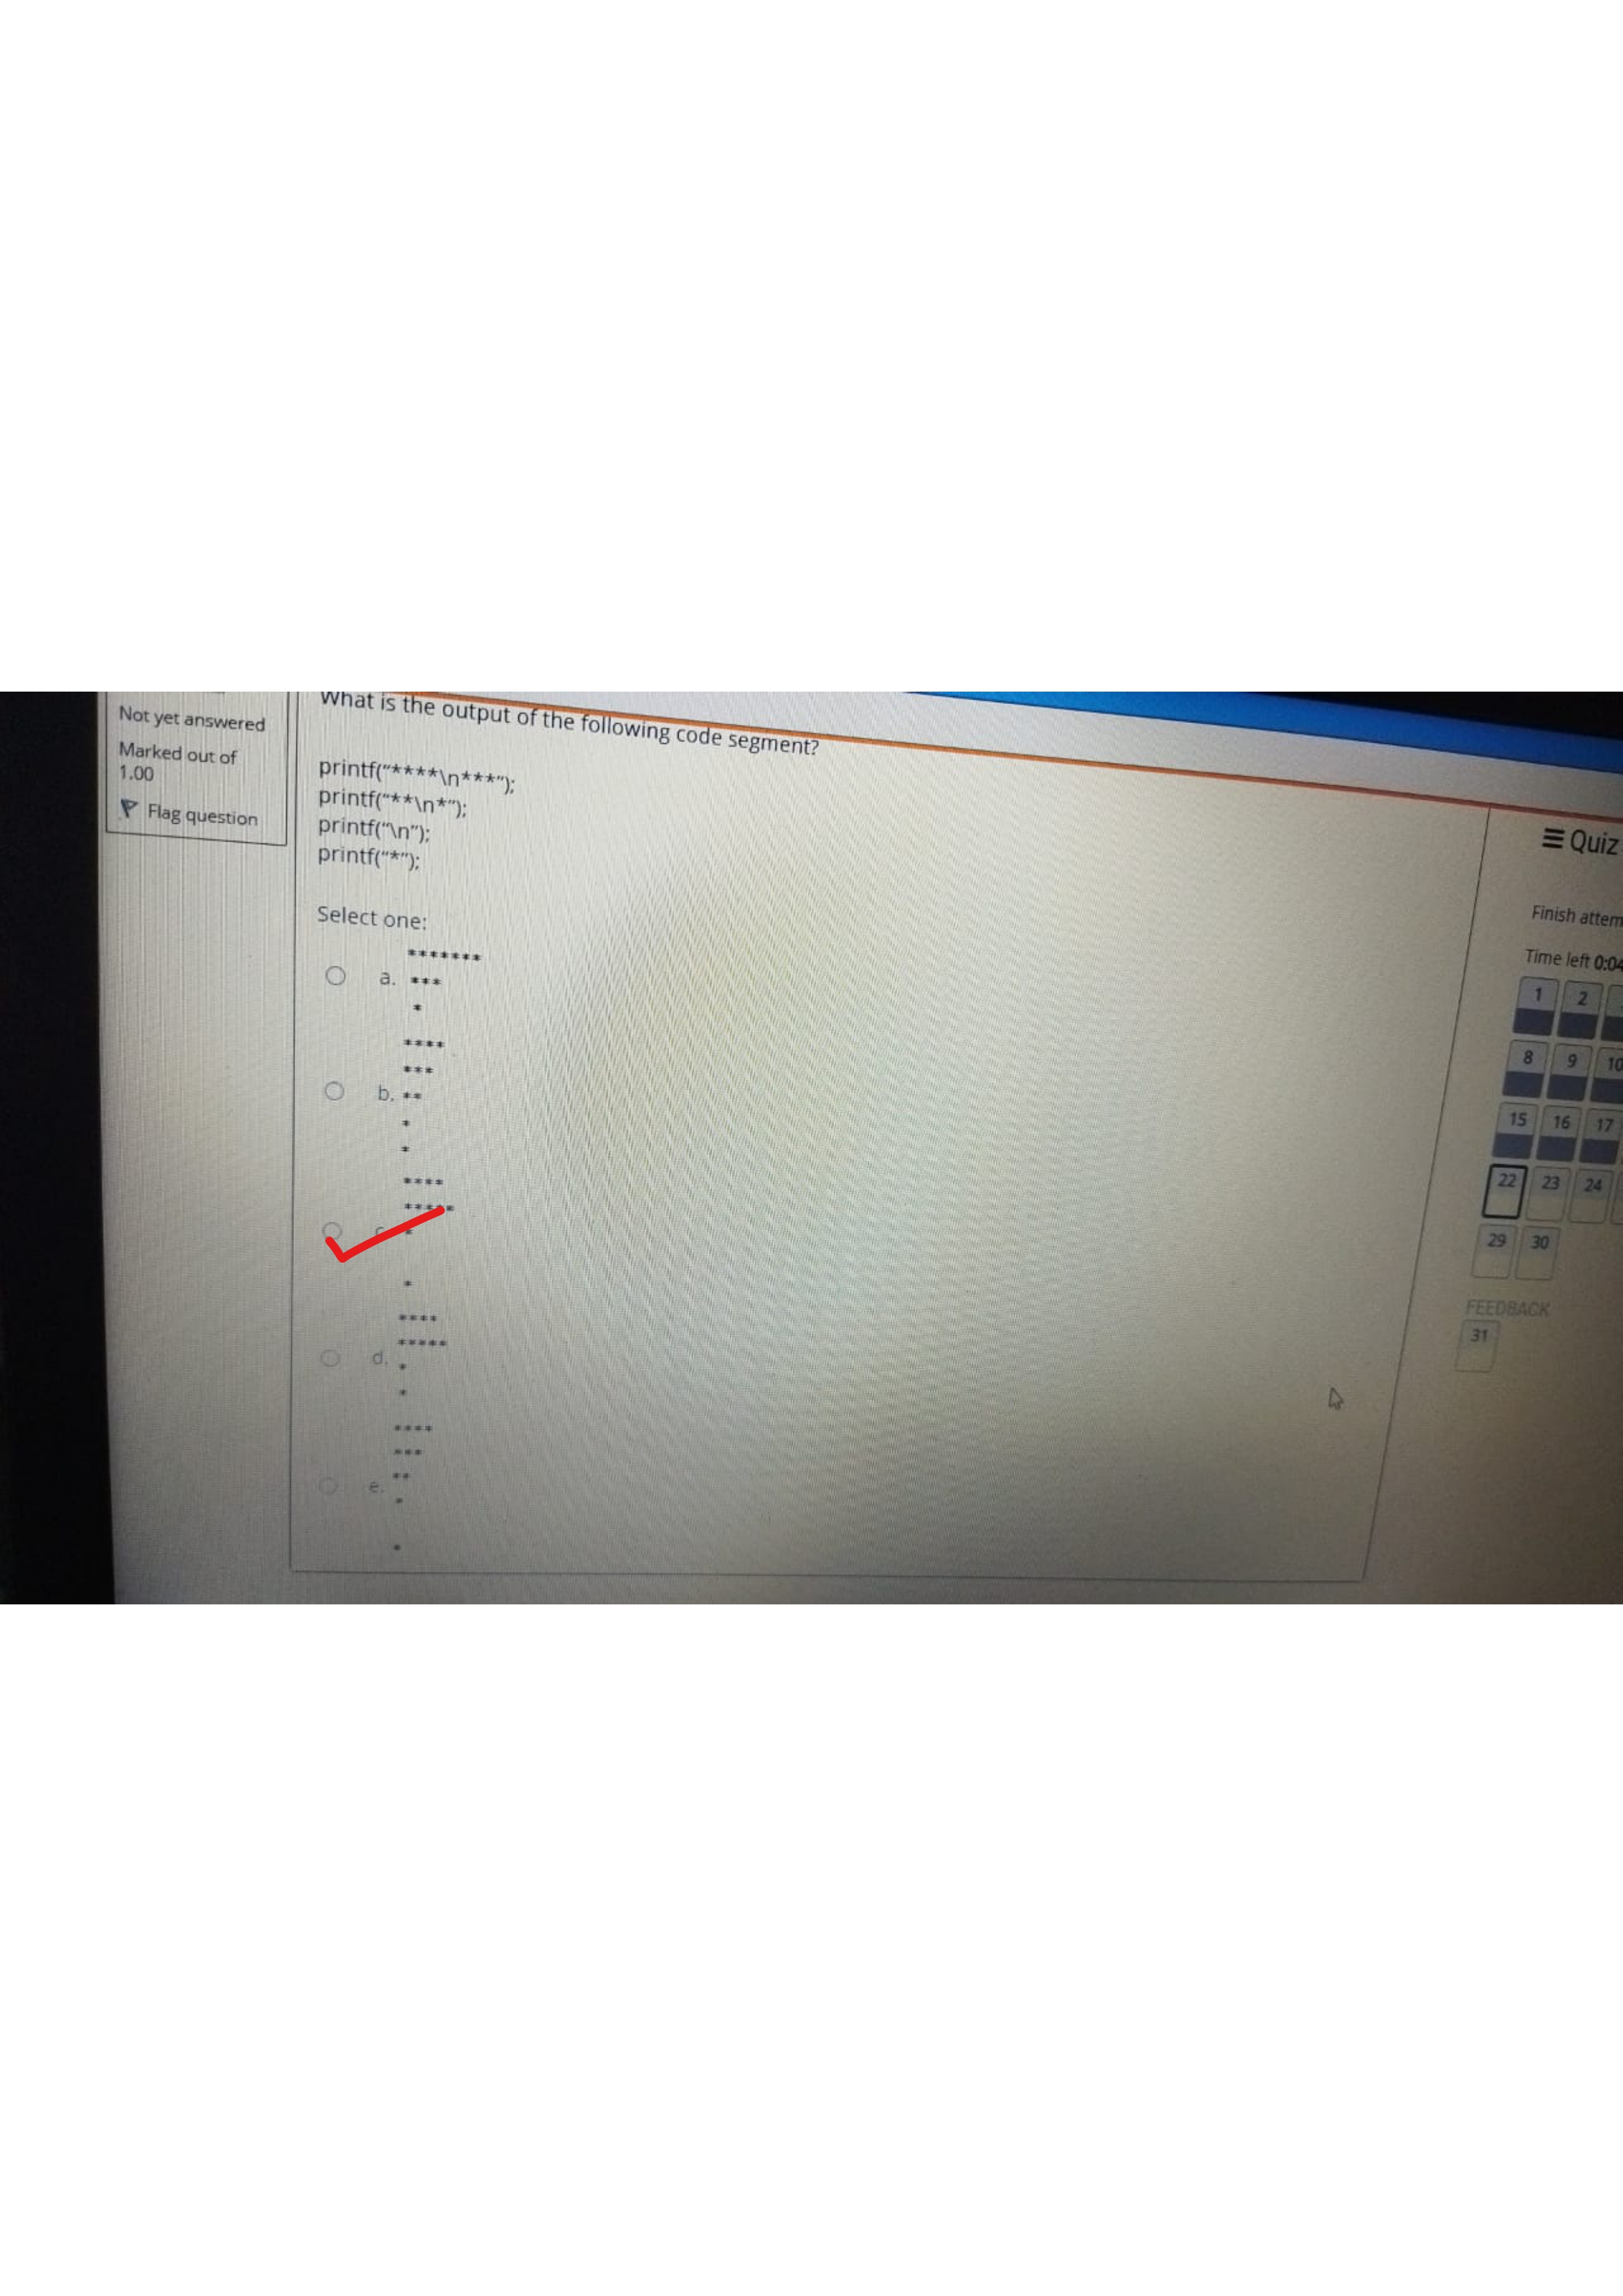 Not yet answered
Marked out of
1.00
Flag question
What is the output of the following code segment?
printf("****\n***");
printf("**\n*");
printf("\n");
printf("*");
Select one:
*******
a. ***
*
****
***
b. **
*
*
****
*****
c. *
*
****
*****
d. *
*
****
***
**
e. *
*
Quiz
Finish attem
Time left 0:04
1 2
8 9 10
15 16 17
22 23 24
29 30
FEEDBACK
31